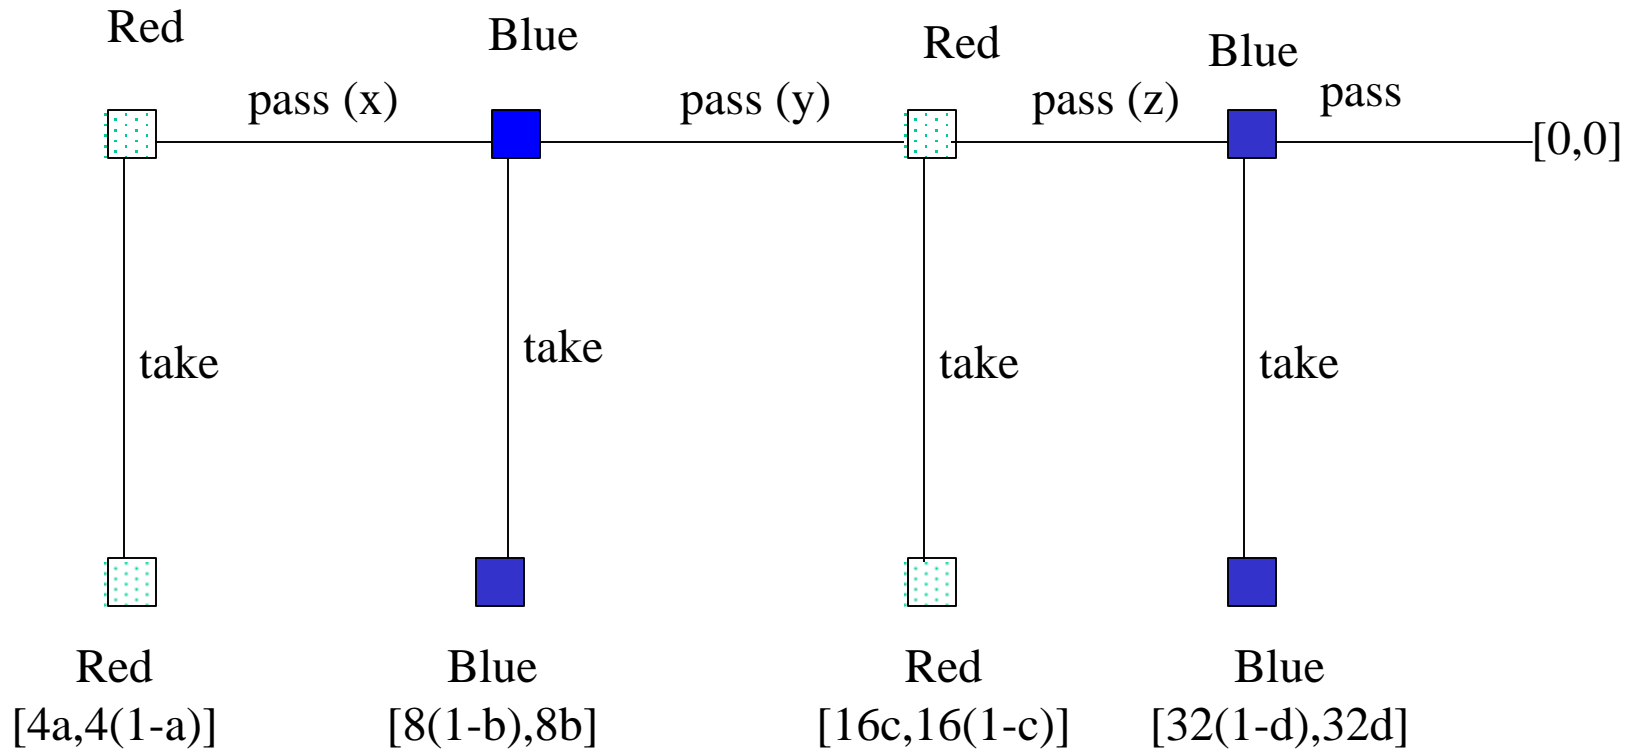 Red
Blue
Red
Blue
pass (x)
pass (y)
pass (z)
pass
[0,0]
take
take
take
take
Red
Blue
Red
Blue
[4a,4(1-a)]
[8(1-b),8b]
[16c,16(1-c)]
[32(1-d),32d]